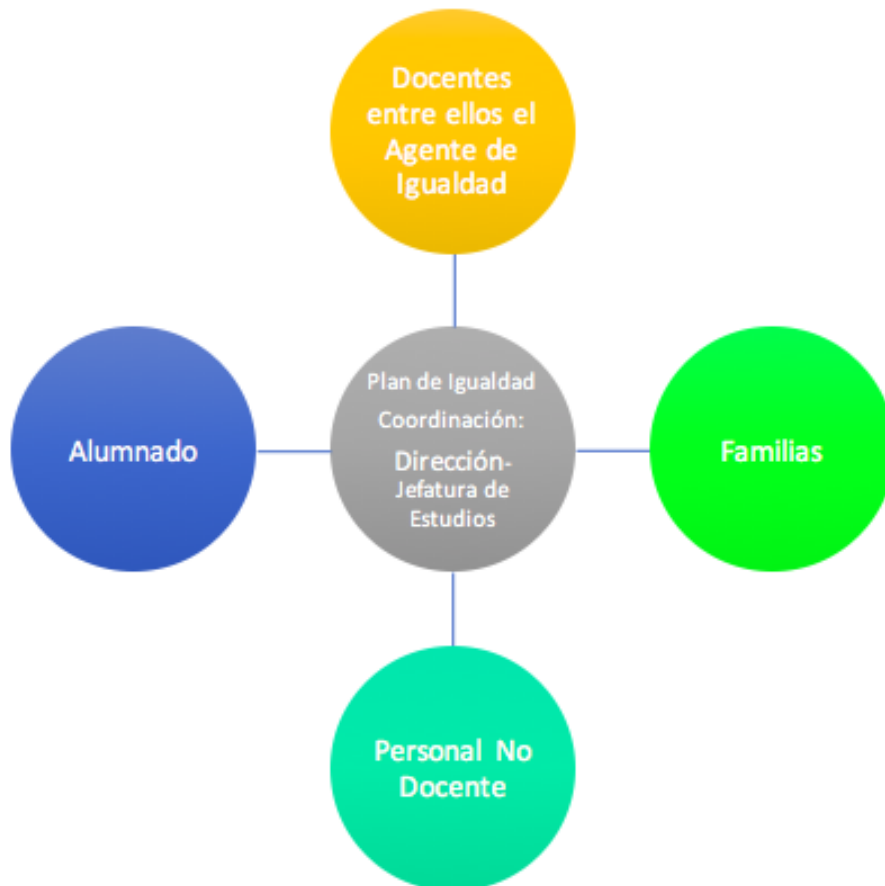 Docentes
entre ellos el
Agente de
Igualdad
Alumnado
Plan de Igualdad
Coordinación:
Dirección-
Jefatura de
Estudios
Familias
Personal No
Docente